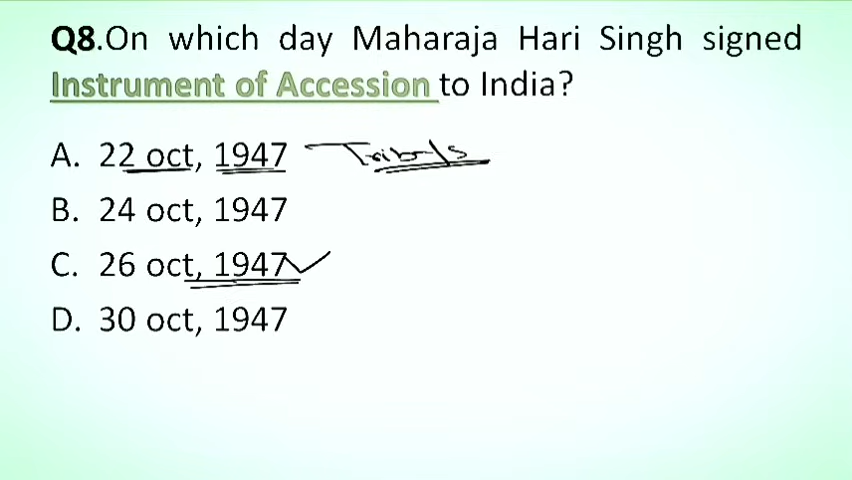 Q8.On which day Maharaja Hari Singh signed
Instrument of Accession to India?
A. 22 oct, 1947 Tribals
B. 24 oct, 1947
C. 26 oct, 1947
D. 30 oct, 1947